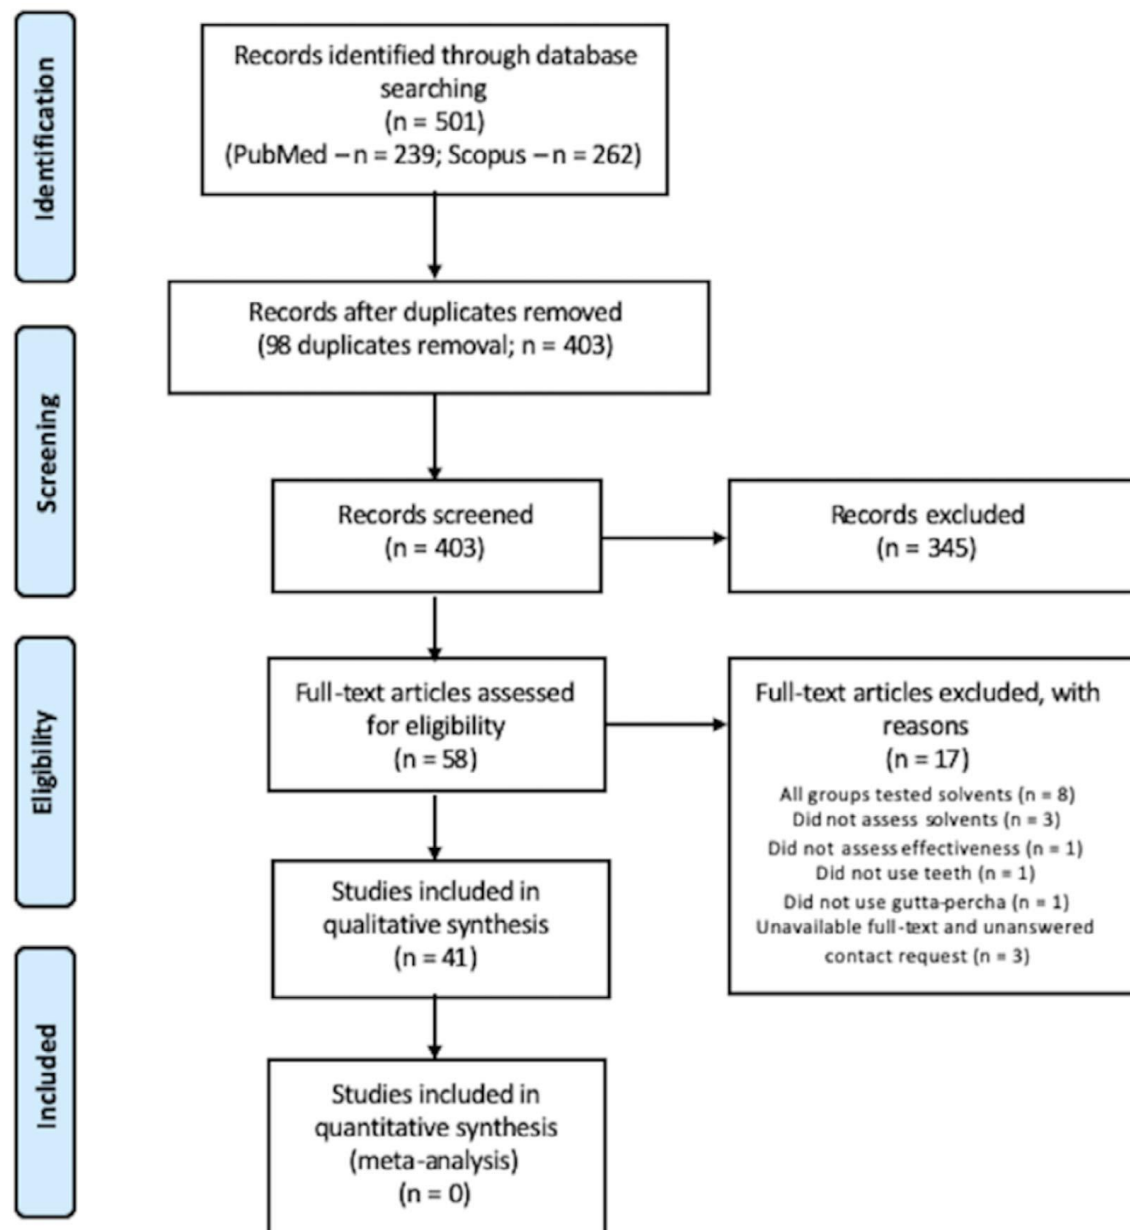 Identification
Records identified through database
searching
(n = 501)
(PubMed – n = 239; Scopus – n = 262)
Records after duplicates removed
(98 duplicates removal; n = 403)
Screening
Records screened
(n = 403)
Records excluded
(n = 345)
Eligibility
Full-text articles assessed
for eligibility
(n = 58)
Full-text articles excluded, with
reasons
(n = 17)
All groups tested solvents (n = 8)
Did not assess solvents (n = 3)
Did not assess effectiveness (n = 1)
Did not use teeth (n = 1)
Did not use gutta-percha (n = 1)
Unavailable full-text and unanswered
contact request (n = 3)
Studies included in
qualitative synthesis
(n = 41)
Included
Studies included in
quantitative synthesis
(meta-analysis)
(n = 0)